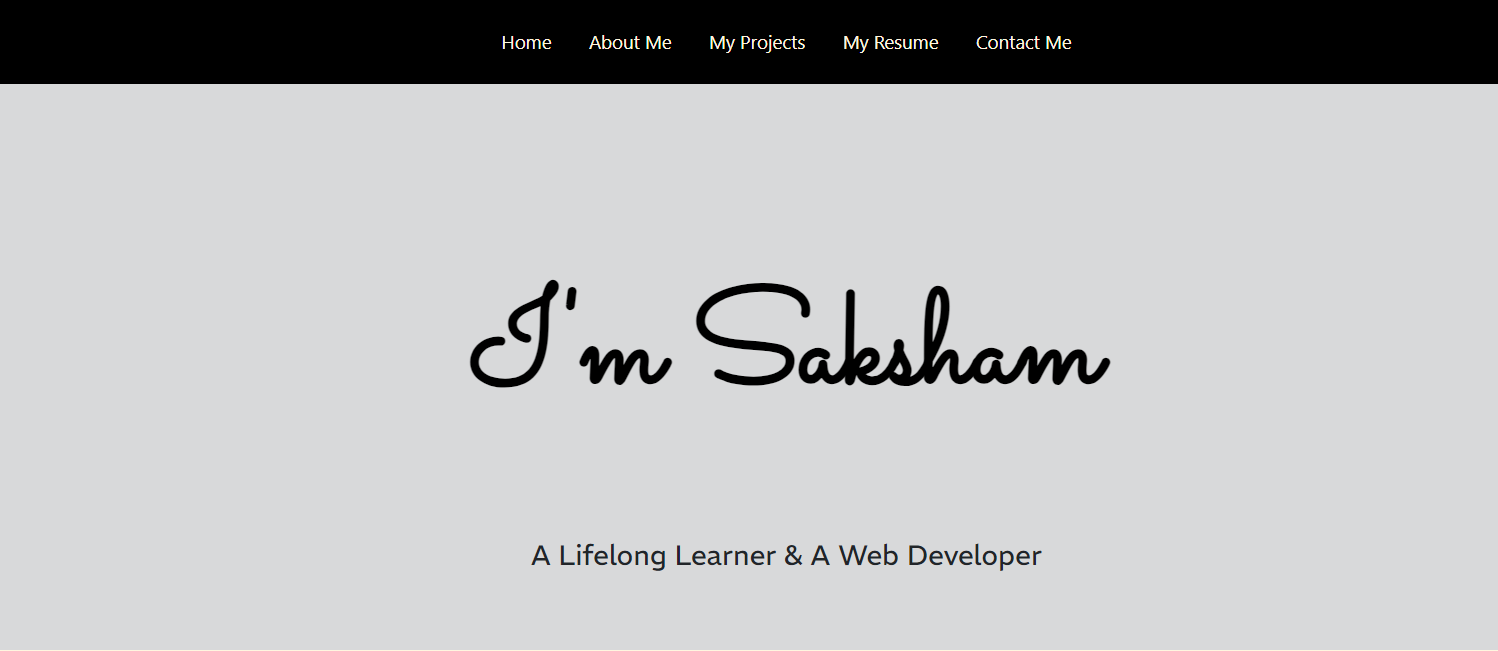 Home About Me My Projects My Resume Contact Me
I'm Saksham
A Lifelong Learner & A Web Developer